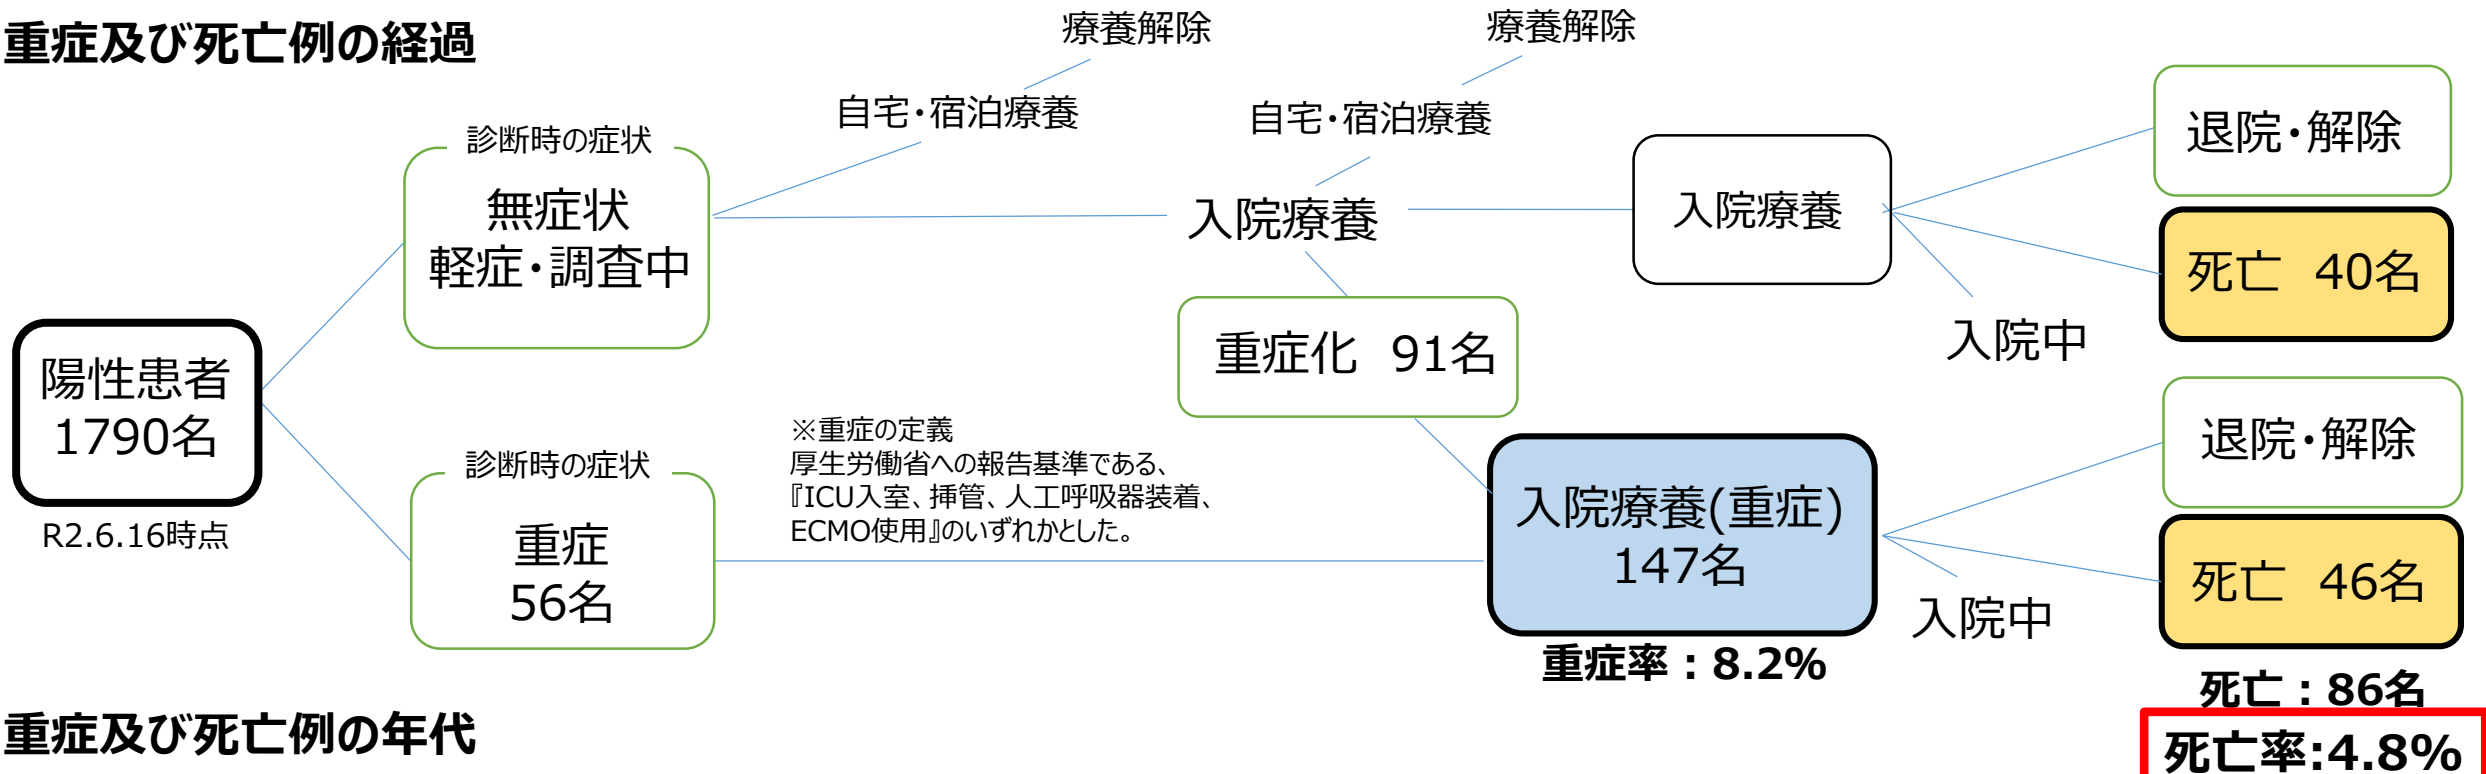 重症及び死亡例の経過
療養解除
療養解除
自宅・宿泊療養
自宅・宿泊療養
診断時の症状
無症状
軽症・調査中
入院療養
入院療養
退院・解除
死亡 40名
入院中
重症化 91名
陽性患者
1790名
R2.6.16時点
診断時の症状
重症
56名
※重症の定義
厚生労働省への報告基準である、
『ICU入室、挿管、人工呼吸器装着、
ECMO使用』のいずれかとした。
入院療養(重症)
147名
重症率：8.2%
退院・解除
死亡 46名
入院中
死亡：86名
死亡率:4.8%
重症及び死亡例の年代